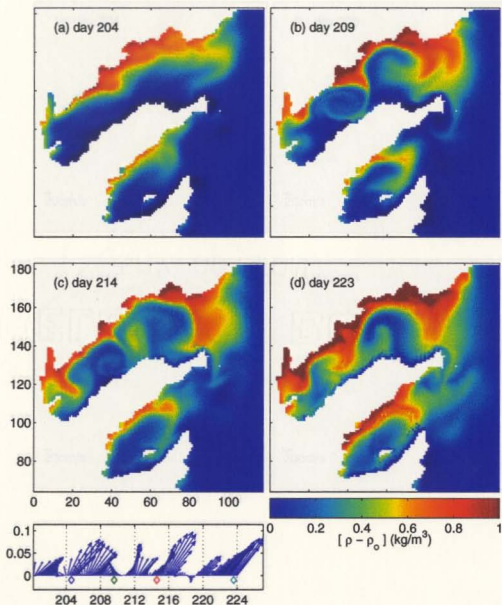 (a) day 204
(b) day 209
(c) day 214
(d) day 223
180
160
140
120
100
80
0 20 40 60 80 100
0 0.2 0.4 0.6 0.8 1
[ ρ − ρo ] (kg/m³)
0.1
0.05
0
204 208 212 216 220 224